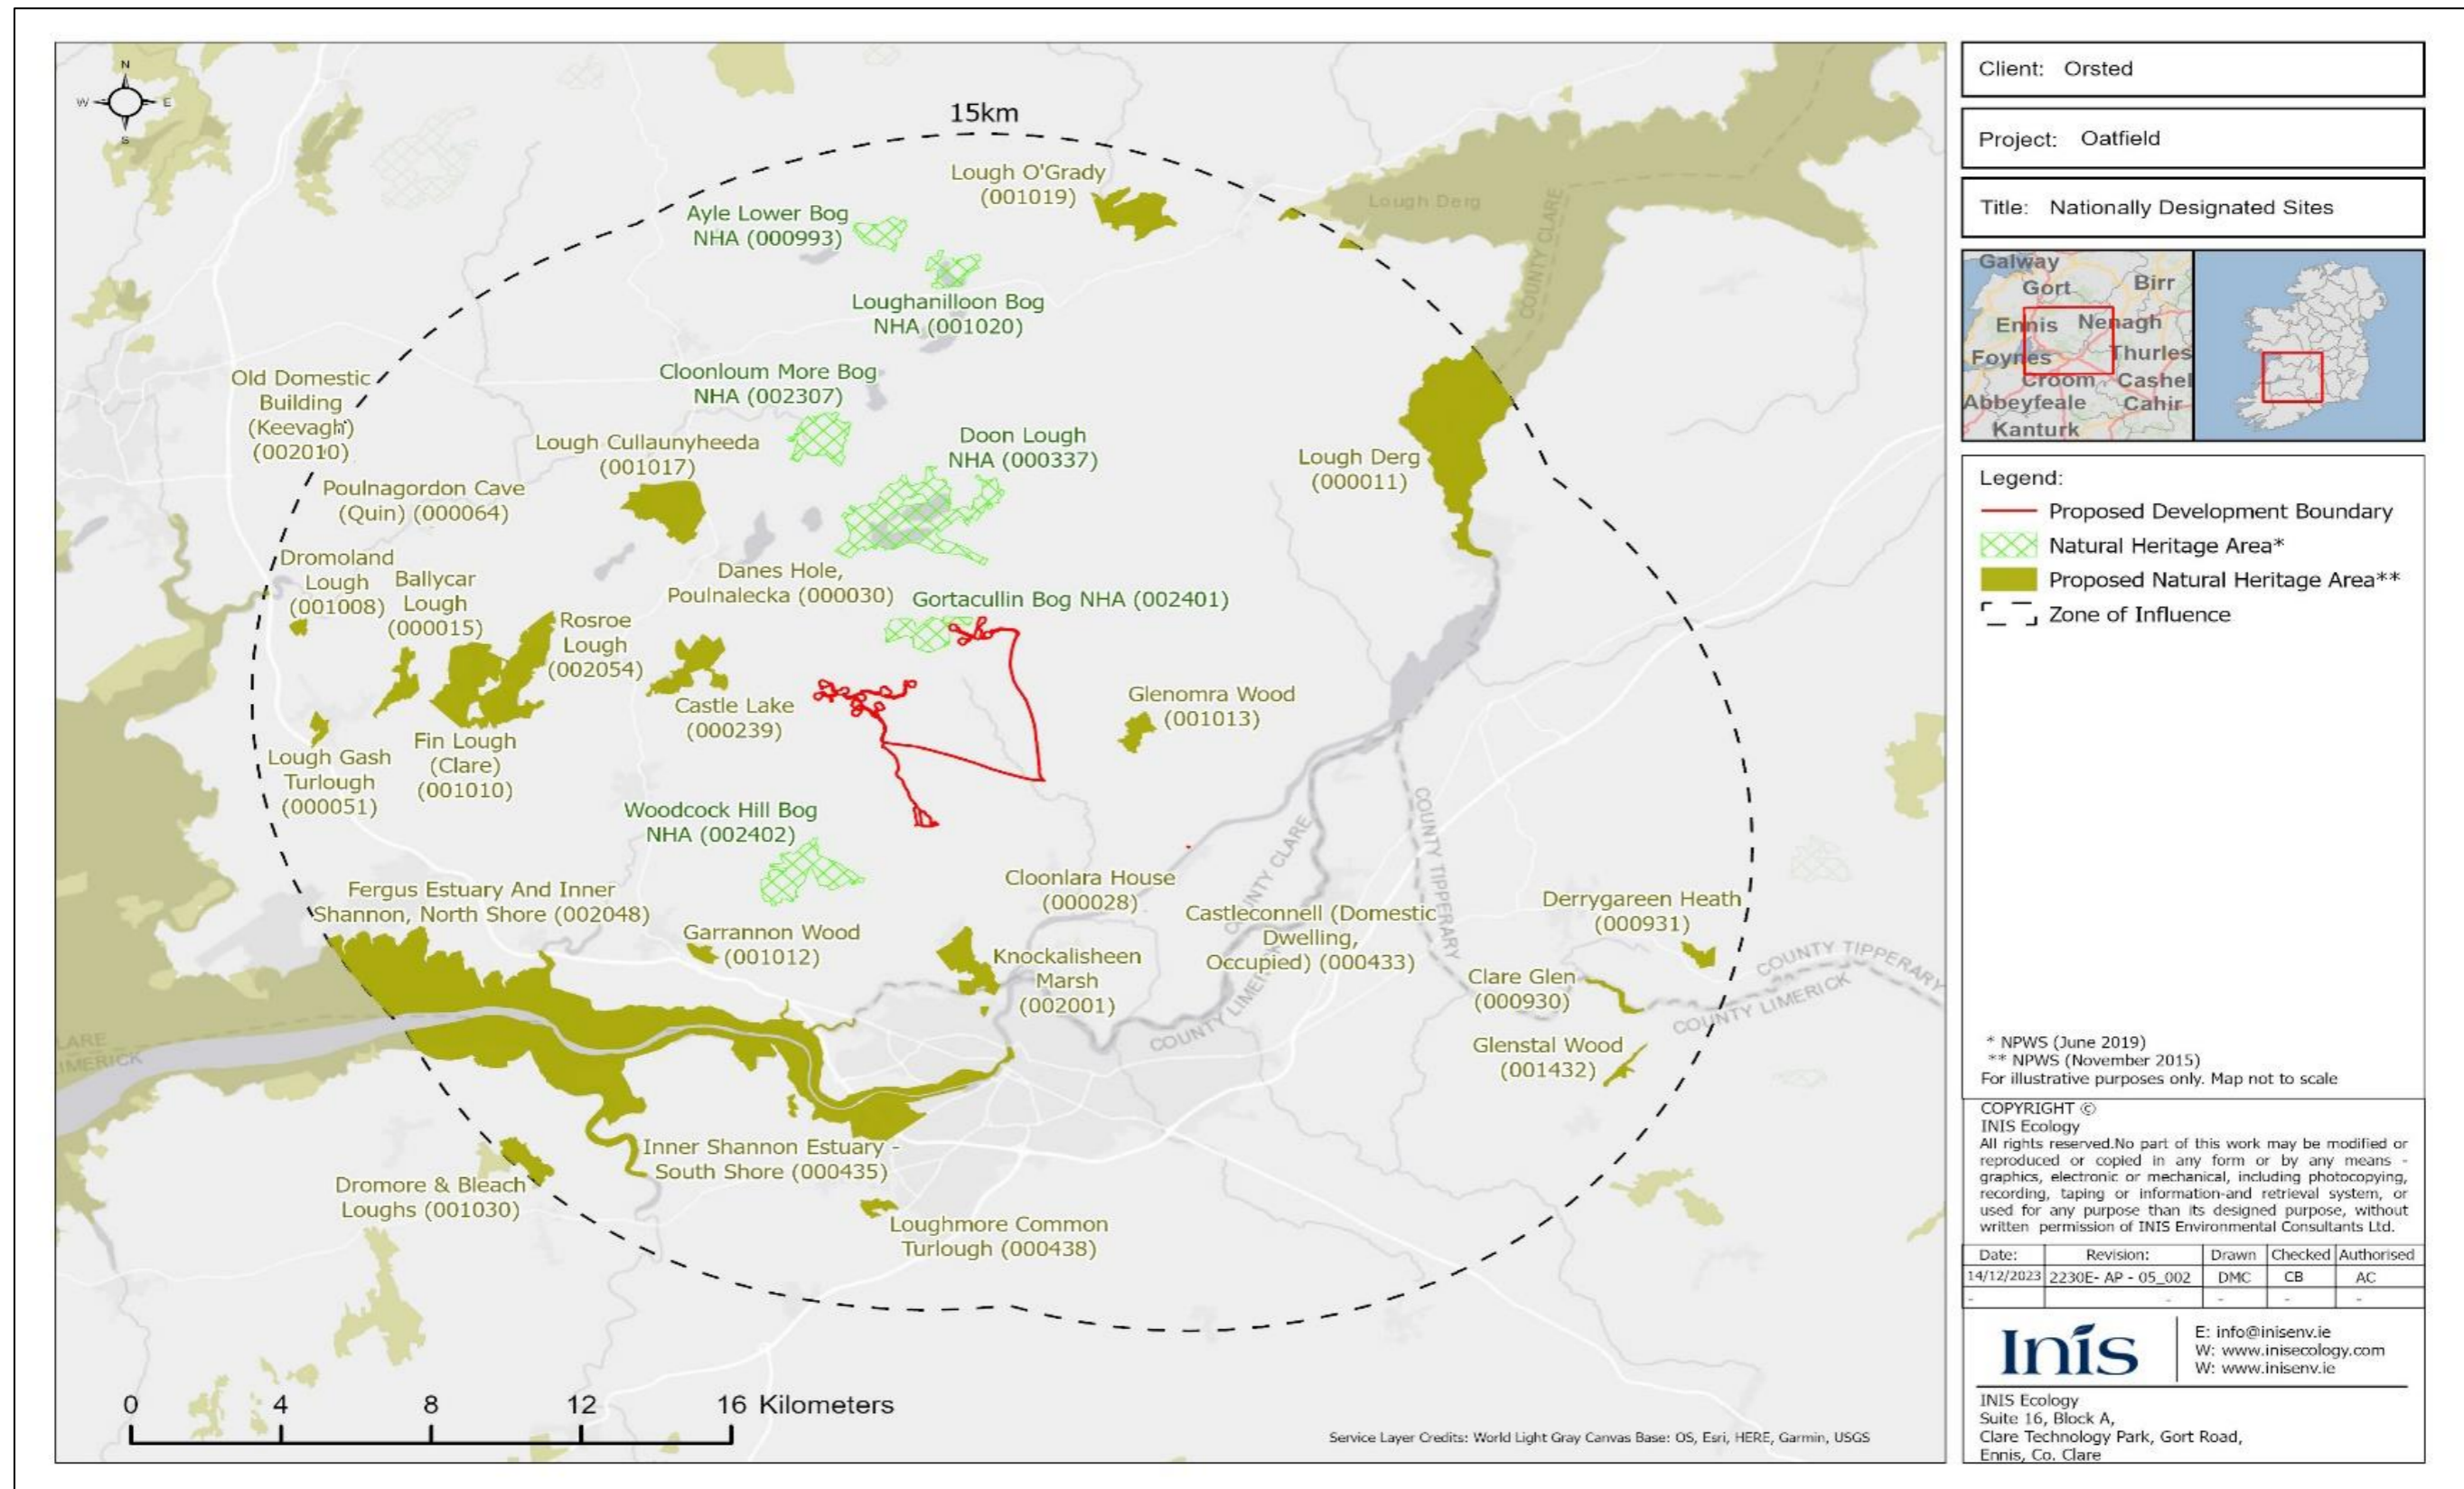 N
W E
S
15km
Lough O'Grady
(001019)
Ayle Lower Bog
NHA (000993)
Lough Derg
Loughanilloon Bog
NHA (001020)
Cloonloum More Bog
NHA (002307)
Old Domestic
Building
(Keevagh)
(002010)
Lough Cullaunyheeda
(001017)
Doon Lough
NHA (000337)
Lough Derg
(000011)
Poulnagordon Cave
(Quin) (000064)
Dromoland
Lough
(001008)
Ballycar
Lough
(000015)
Danes Hole,
Poulnalecka (000030)
Gortacullin Bog NHA (002401)
Rosroe
Lough
(002054)
Castle Lake
(000239)
Glenomra Wood
(001013)
Fin Lough
(Clare)
(001010)
Lough Gash
Turlough
(000051)
Woodcock Hill Bog
NHA (002402)
Fergus Estuary And Inner
Shannon, North Shore (002048)
Garrannon Wood
(001012)
Cloonlara House
(000028)
Knockalisheen
Marsh
(002001)
Castleconnell (Domestic
Dwelling,
Occupied) (000433)
Derrygareen Heath
(000931)
Clare Glen
(000930)
Glenstal Wood
(001432)
Inner Shannon Estuary -
South Shore (000435)
Dromore & Bleach
Loughs (001030)
Loughmore Common
Turlough (000438)
COUNTY CLARE
COUNTY CLARE
COUNTY TIPPERARY
COUNTY TIPPERARY
COUNTY LIMERICK
COUNTY LIMERICK
COUNTY TIPPERARY
LARE
IMERICK
0 4 8 12 16 Kilometers
Service Layer Credits: World Light Gray Canvas Base: OS, Esri, HERE, Garmin, USGS
Client: Orsted
Project: Oatfield
Title: Nationally Designated Sites
Galway
Gort
Birr
Ennis
Nenagh
Foynes
Thurles
Croom
Cashel
Abbeyfeale
Cahir
Kanturk
Legend:
Proposed Development Boundary
Natural Heritage Area*
Proposed Natural Heritage Area**
Zone of Influence
* NPWS (June 2019)
** NPWS (November 2015)
For illustrative purposes only. Map not to scale
COPYRIGHT ©
INIS Ecology
All rights reserved.No part of this work may be modified or
reproduced or copied in any form or by any means -
graphics, electronic or mechanical, including photocopying,
recording, taping or information-and retrieval system, or
used for any purpose than its designed purpose, without
written permission of INIS Environmental Consultants Ltd.
Date: Revision: Drawn Checked Authorised
14/12/2023 2230E- AP - 05_002 DMC CB AC
- - - - -
Inís
E: info@inisenv.ie
W: www.inisecology.com
W: www.inisenv.ie
INIS Ecology
Suite 16, Block A,
Clare Technology Park, Gort Road,
Ennis, Co. Clare